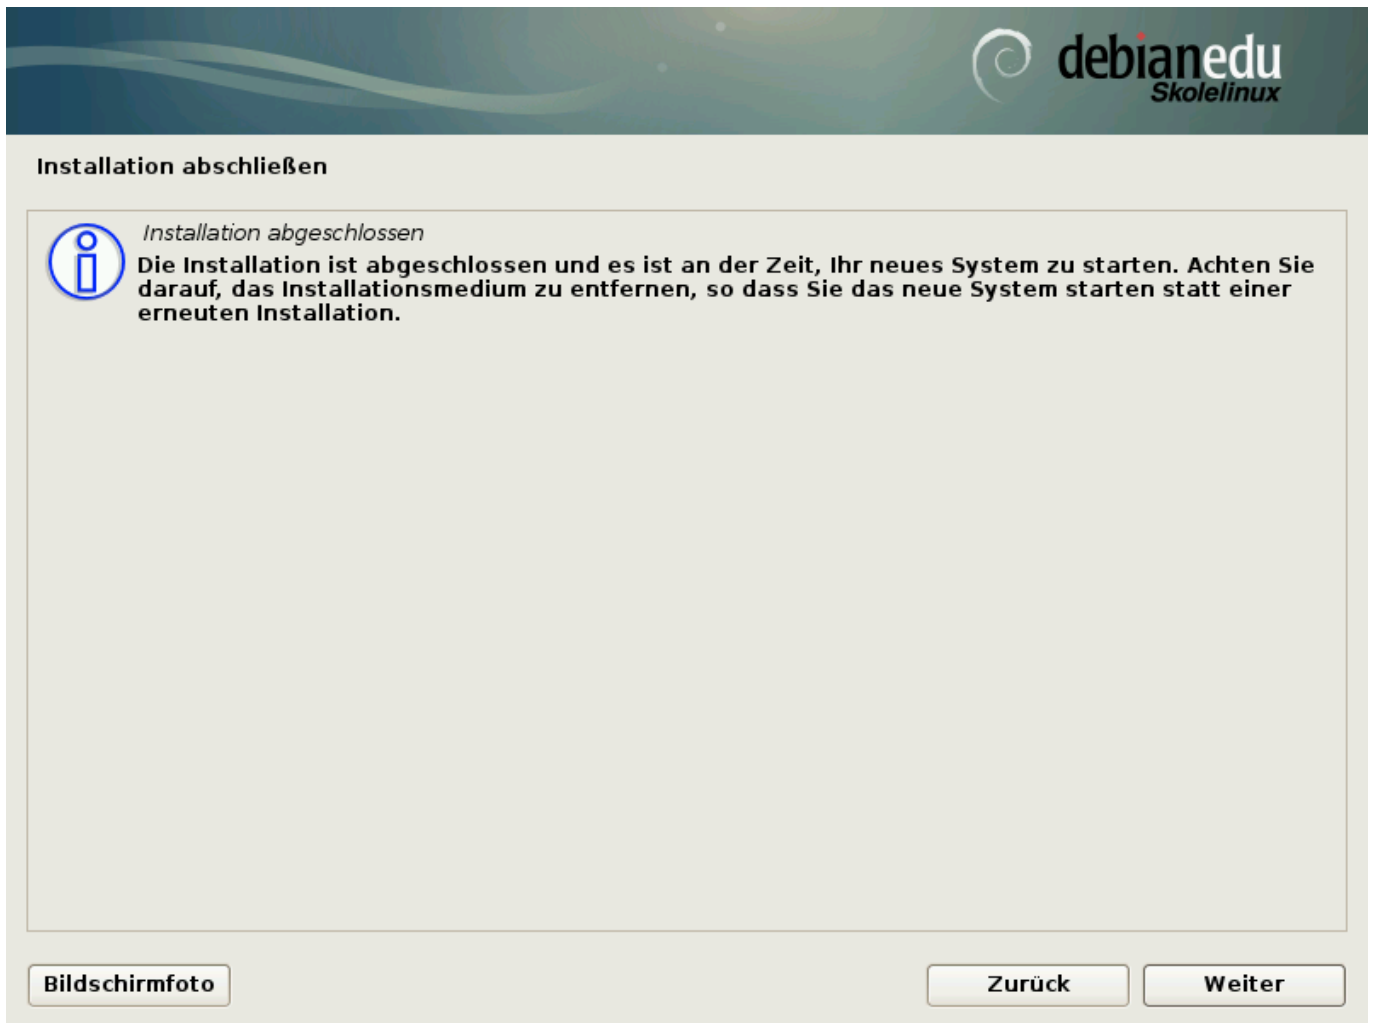 debianedu
Skolelinux
Installation abschließen
Installation abgeschlossen
Die Installation ist abgeschlossen und es ist an der Zeit, Ihr neues System zu starten. Achten Sie
darauf, das Installationsmedium zu entfernen, so dass Sie das neue System starten statt einer
erneuten Installation.
Bildschirmfoto
Zurück
Weiter